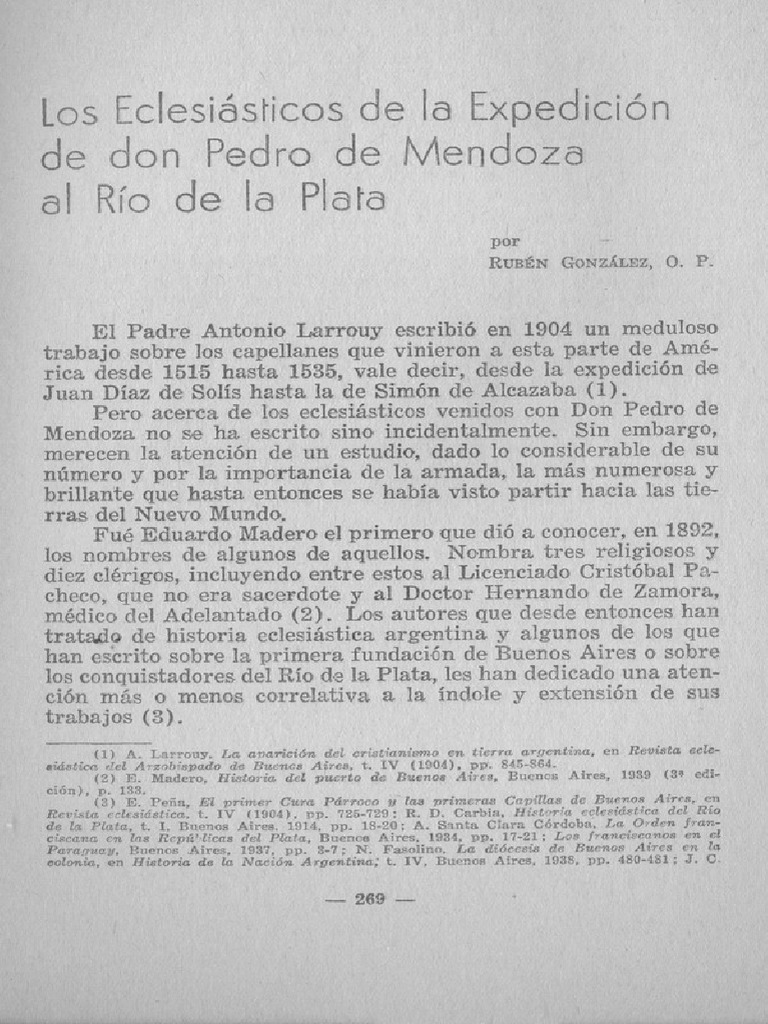 Los Eclesiásticos de la Expedición
de don Pedro de Mendoza
al Río de la Plata
por
RUBÉN GONZÁLEZ, O. P.
El Padre Antonio Larrouy escribió en 1904 un meduloso
trabajo sobre los capellanes que vinieron a esta parte de Amé-
rica desde 1515 hasta 1535, vale decir, desde la expedición de
Juan Díaz de Solís hasta la de Simón de Alcazaba (1).
Pero acerca de los eclesiásticos venidos con Don Pedro de
Mendoza no se ha escrito sino incidentalmente. Sin embargo,
merecen la atención de un estudio, dado lo considerable de su
número y por la importancia de la armada, la más numerosa y
brillante que hasta entonces se había visto partir hacia las tie-
rras del Nuevo Mundo.
Fué Eduardo Madero el primero que dió a conocer, en 1892,
los nombres de algunos de aquellos. Nombra tres religiosos y
diez clérigos, incluyendo entre estos al Licenciado Cristóbal Pa-
checo, que no era sacerdote y al Doctor Hernando de Zamora,
médico del Adelantado (2). Los autores que desde entonces han
tratado de historia eclesiástica argentina y algunos de los que
han escrito sobre la primera fundación de Buenos Aires o sobre
los conquistadores del Río de la Plata, les han dedicado una aten-
ción más o menos correlativa a la índole y extensión de sus
trabajos (3).
(1) A. Larrouy, La aparición del cristianismo en tierra argentina, en Revista ecle-
siástica del Arzobispado de Buenos Aires, t. IV (1904), pp. 845-864.
(2) E. Madero, Historia del puerto de Buenos Aires, Buenos Aires, 1939 (3ª edi-
ción), p. 133.
(3) E. Peña, El primer Cura Párroco y las primeras Capillas de Buenos Aires, en
Revista eclesiástica, t. IV (1904), pp. 725-729; R. D. Carbia, Historia eclesiástica del Río
de la Plata, t. I, Buenos Aires, 1914, pp. 18-20; A. Santa Clara Córdoba, La Orden fran-
ciscana en las Repúblicas del Plata, Buenos Aires, 1934, pp. 17-21; Los franciscanos en el
Paraguay, Buenos Aires, 1937, pp. 3-7; N. Fasolino, La diócesis de Buenos Aires en la
colonia, en Historia de la Nación Argentina, t. IV, Buenos Aires, 1938, pp. 480-481; J. C.
— 269 —